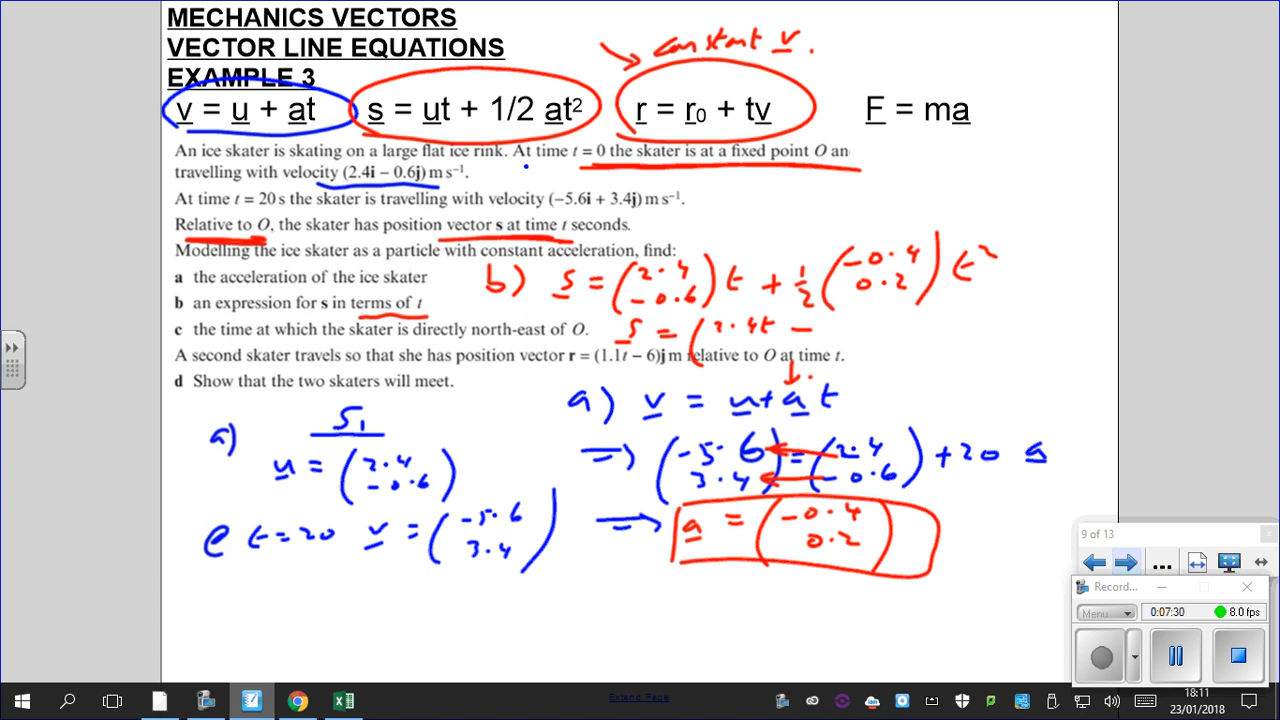 MECHANICS VECTORS
VECTOR LINE EQUATIONS
EXAMPLE 3
constant v.
v = u + at s = ut + 1/2 at² r = r₀ + tv F = ma
An ice skater is skating on a large flat ice rink. At time t = 0 the skater is at a fixed point O an
travelling with velocity (2.4i − 0.6j) m s⁻¹.
At time t = 20 s the skater is travelling with velocity (−5.6i + 3.4j) m s⁻¹.
Relative to O, the skater has position vector s at time t seconds.
Modelling the ice skater as a particle with constant acceleration, find:
a the acceleration of the ice skater
b an expression for s in terms of t
c the time at which the skater is directly north-east of O.
A second skater travels so that she has position vector r = (1.1t − 6)j m relative to O at time t.
d Show that the two skaters will meet.
b) s = (2.4 −0.6) t + 1/2 (−0.4 0.2) t²
s = (2.4t −
a) S₁
u = (2.4 −0.6)
@ t=20 v = (−5.6 3.4)
a) v = u + a t
⇒ (−5.6 3.4) = (2.4 −0.6) + 20 a
⇒ a = (−0.4 0.2)
9 of 13
Record...
Menu 0:07:30 8.0 fps
Extend Page
18:11
23/01/2018